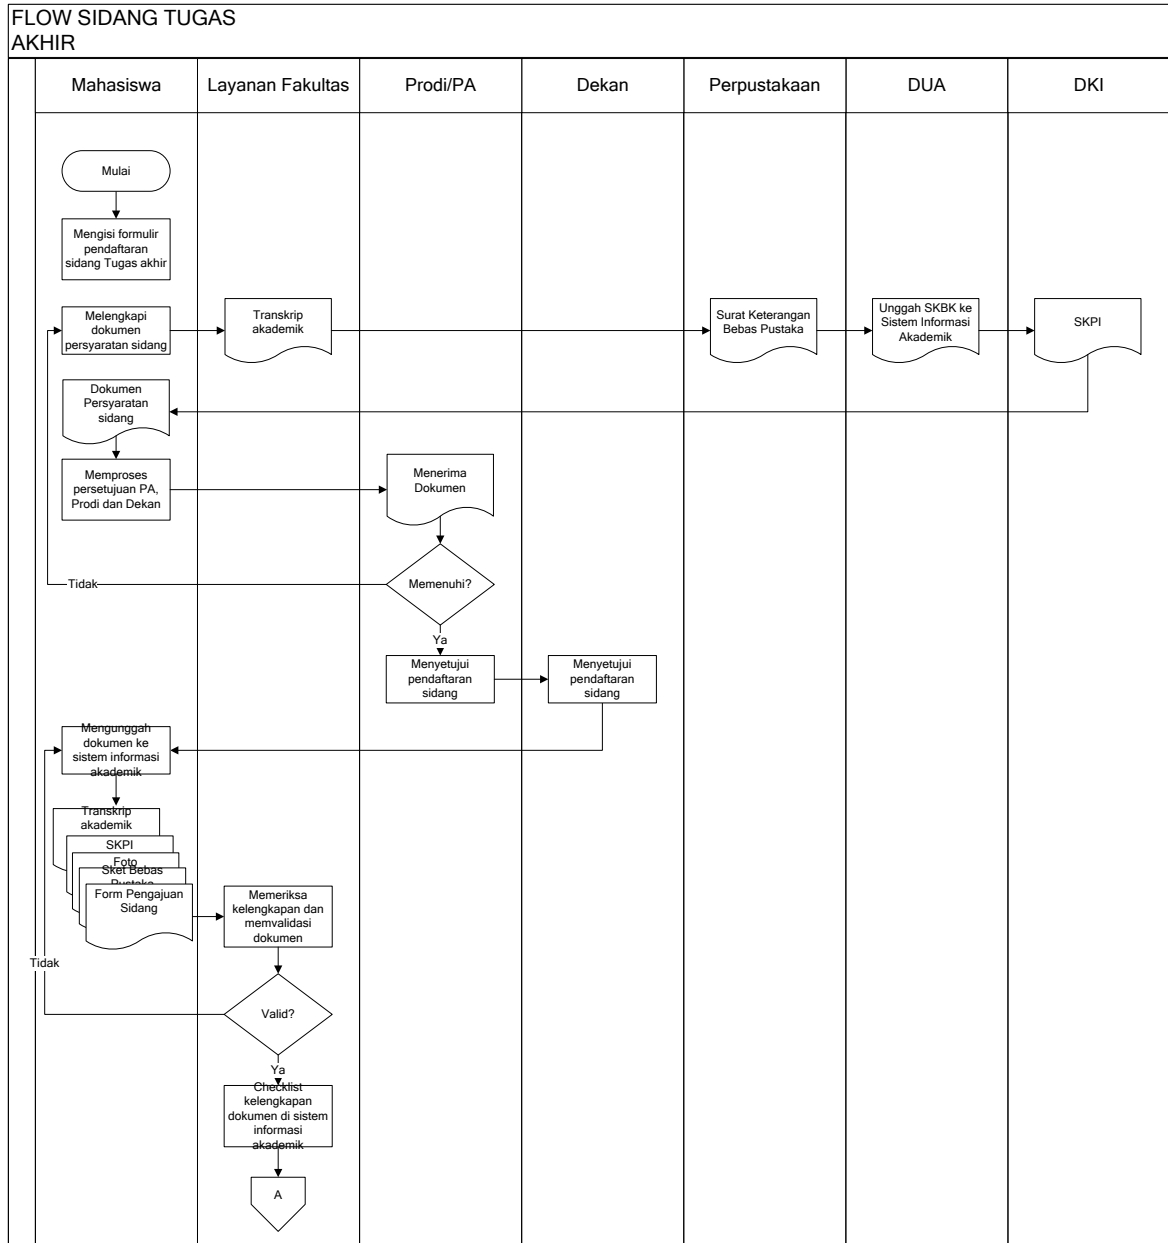 FLOW SIDANG TUGAS
AKHIR
Mahasiswa
Layanan Fakultas
Prodi/PA
Dekan
Perpustakaan
DUA
DKI
Mulai
Mengisi formulir
pendaftaran
sidang Tugas akhir
Melengkapi
dokumen
persyaratan sidang
Transkrip
akademik
Surat Keterangan
Bebas Pustaka
Unggah SKBK ke
Sistem Informasi
Akademik
SKPI
Dokumen
Persyaratan
sidang
Memproses
persetujuan PA,
Prodi dan Dekan
Menerima
Dokumen
Memenuhi?
Tidak
Ya
Menyetujui
pendaftaran
sidang
Menyetujui
pendaftaran
sidang
Mengunggah
dokumen ke
sistem informasi
akademik
Transkrip
akademik
SKPI
Foto
Sket Bebas
Pustaka
Form Pengajuan
Sidang
Memeriksa
kelengkapan dan
memvalidasi
dokumen
Tidak
Valid?
Ya
Checklist
kelengkapan
dokumen di sistem
informasi
akademik
A